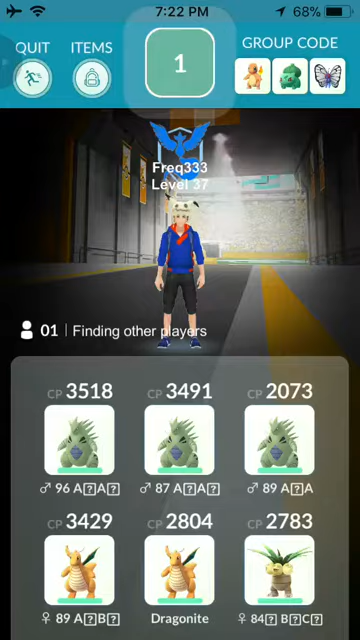 7:22 PM
68%
QUIT
ITEMS
1
GROUP CODE
Freq333
Level 37
01 | Finding other players
CP 3518
CP 3491
CP 2073
♂ 96 A⍰A⍰
♂ 87 A⍰A⍰
♂ 89 A⍰A
CP 3429
CP 2804
CP 2783
♀ 89 A⍰B⍰
Dragonite
♀ 84⍰ B⍰C⍰